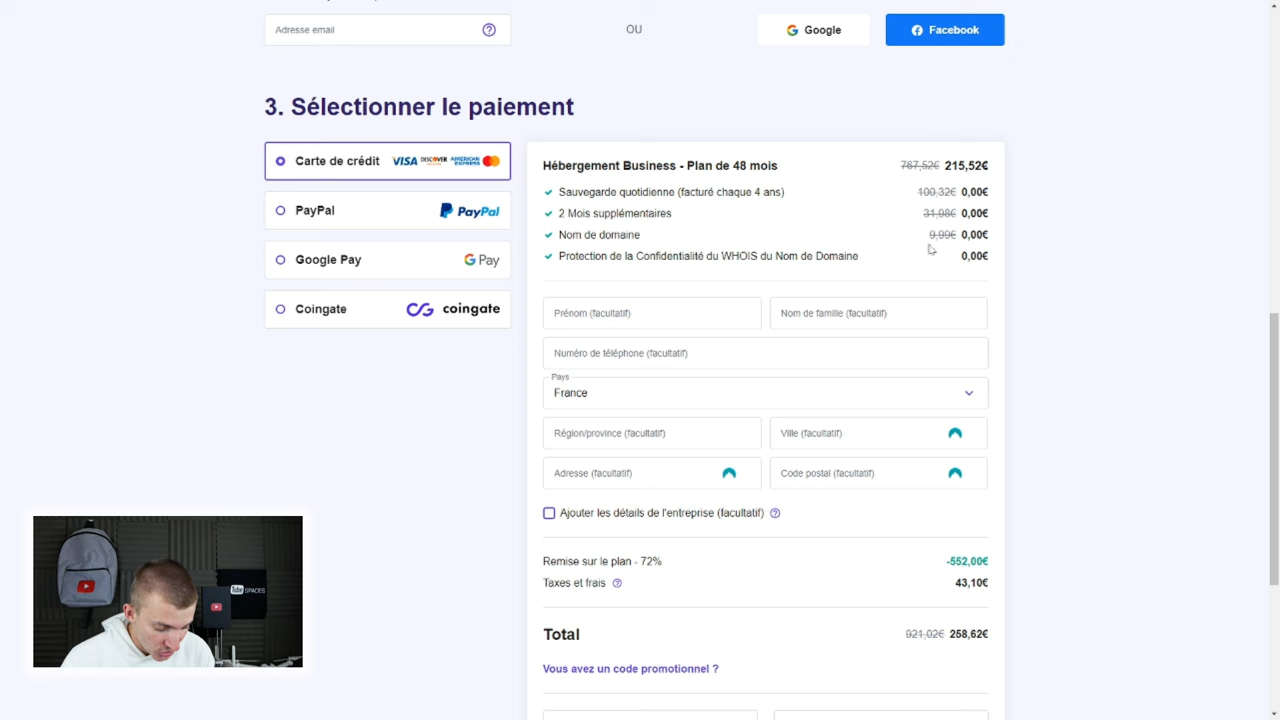 Adresse email
OU
Google
Facebook
3. Sélectionner le paiement
Carte de crédit VISA DISCOVER AMERICAN EXPRESS
PayPal PayPal
Google Pay G Pay
Coingate coingate
Hébergement Business - Plan de 48 mois 767,52€ 215,52€
Sauvegarde quotidienne (facturé chaque 4 ans) 100,32€ 0,00€
2 Mois supplémentaires 31,98€ 0,00€
Nom de domaine 9,99€ 0,00€
Protection de la Confidentialité du WHOIS du Nom de Domaine 0,00€
Prénom (facultatif) Nom de famille (facultatif)
Numéro de téléphone (facultatif)
Pays
France
Région/province (facultatif) Ville (facultatif)
Adresse (facultatif) Code postal (facultatif)
Ajouter les détails de l'entreprise (facultatif)
Remise sur le plan - 72% -552,00€
Taxes et frais 43,10€
Total 921,02€ 258,62€
Vous avez un code promotionnel ?
Tube SPACES